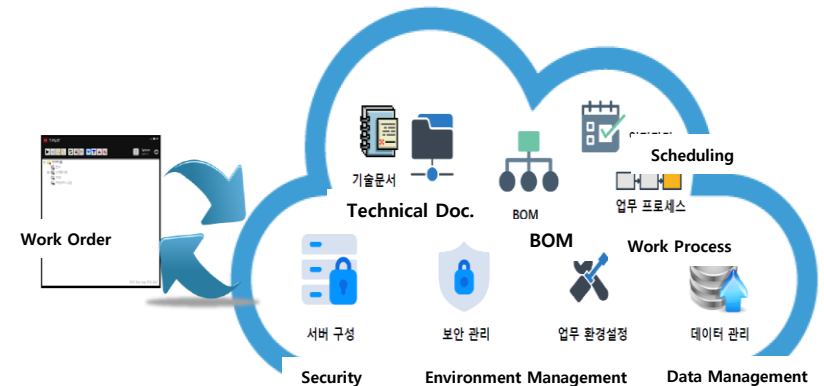 Scheduling
기술문서
업무 프로세스
Technical Doc.
BOM
Work Order
BOM
Work Process
서버 구성
보안 관리
업무 환경설정
데이터 관리
Security
Environment Management
Data Management